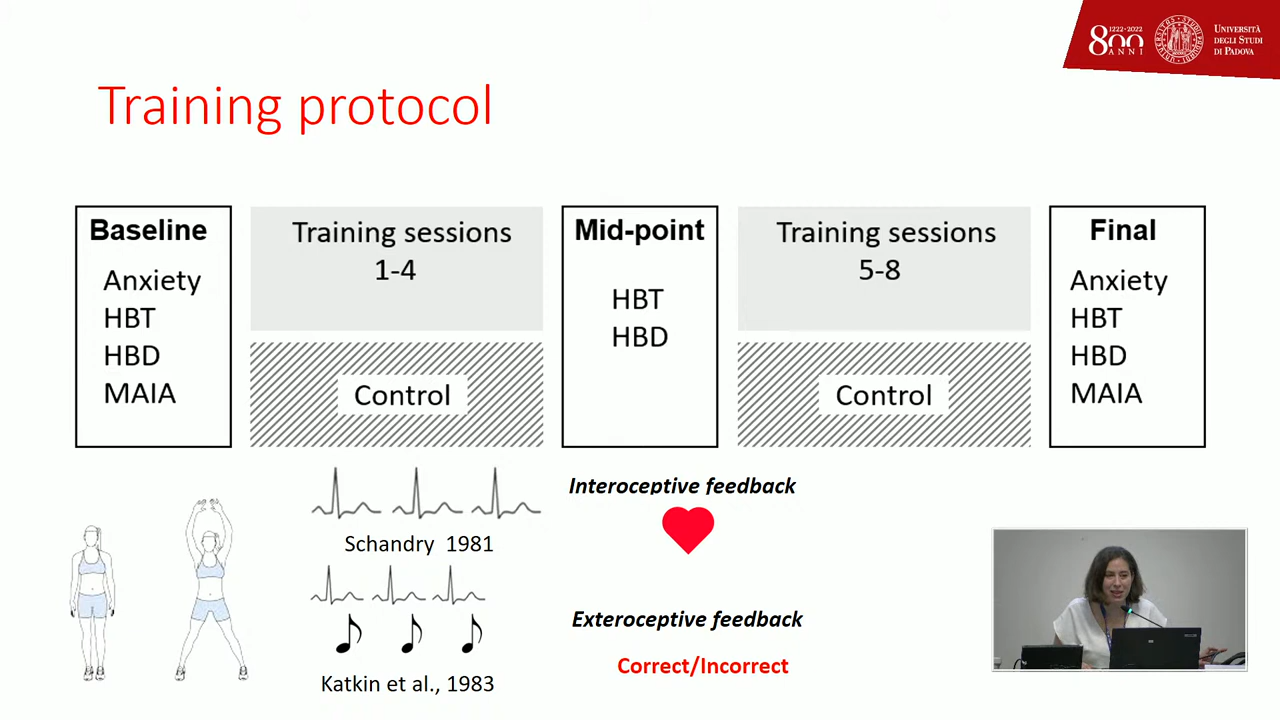 1222·2022
800
ANNI
UNIVERSITÀ
DEGLI STUDI
DI PADOVA
Training protocol
Baseline
Anxiety
HBT
HBD
MAIA
Training sessions
1-4
Control
Mid-point
HBT
HBD
Training sessions
5-8
Control
Final
Anxiety
HBT
HBD
MAIA
Schandry 1981
Katkin et al., 1983
Interoceptive feedback
Exteroceptive feedback
Correct/Incorrect